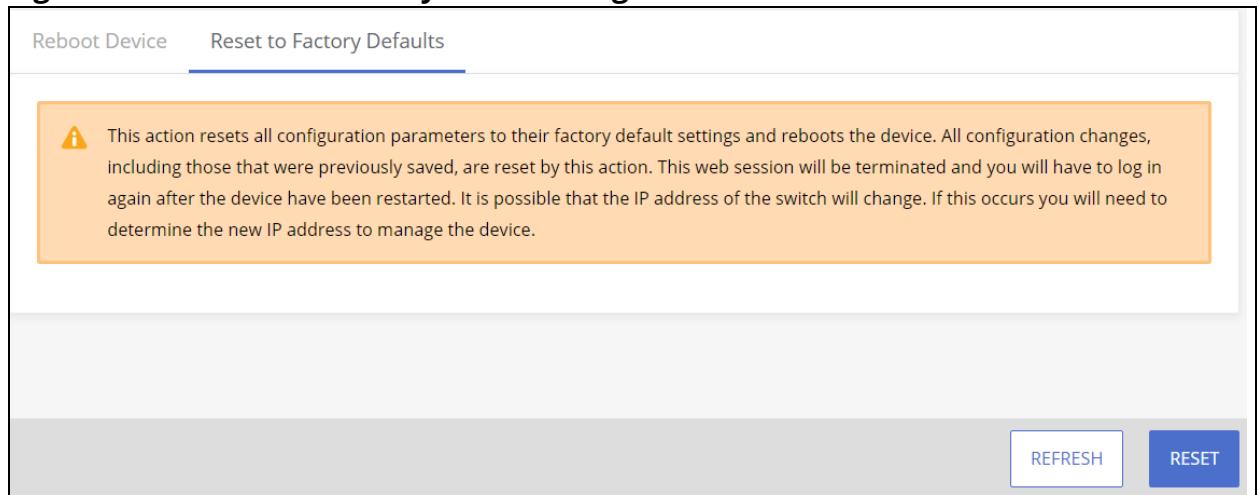 Reboot Device Reset to Factory Defaults
This action resets all configuration parameters to their factory default settings and reboots the device. All configuration changes,
including those that were previously saved, are reset by this action. This web session will be terminated and you will have to log in
again after the device have been restarted. It is possible that the IP address of the switch will change. If this occurs you will need to
determine the new IP address to manage the device.
REFRESH RESET